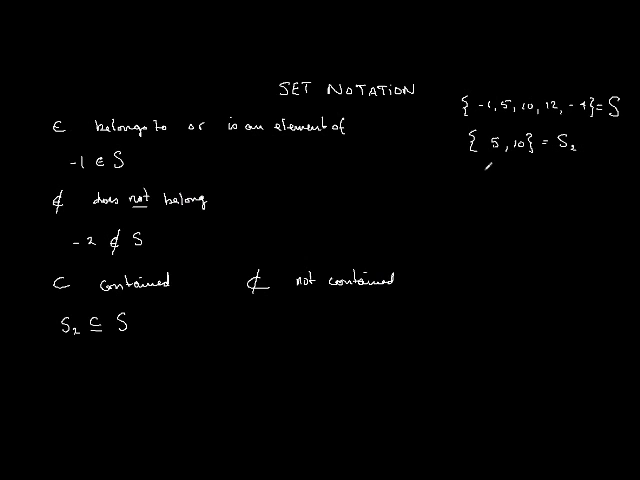 SET NOTATION
{ -1, 5, 10, 12, -4} = S
∈ belongs to or is an element of
{ 5, 10} = S₂
-1 ∈ S
∉ does not belong
-2 ∉ S
⊂ contained ⊄ not contained
S₂ ⊆ S